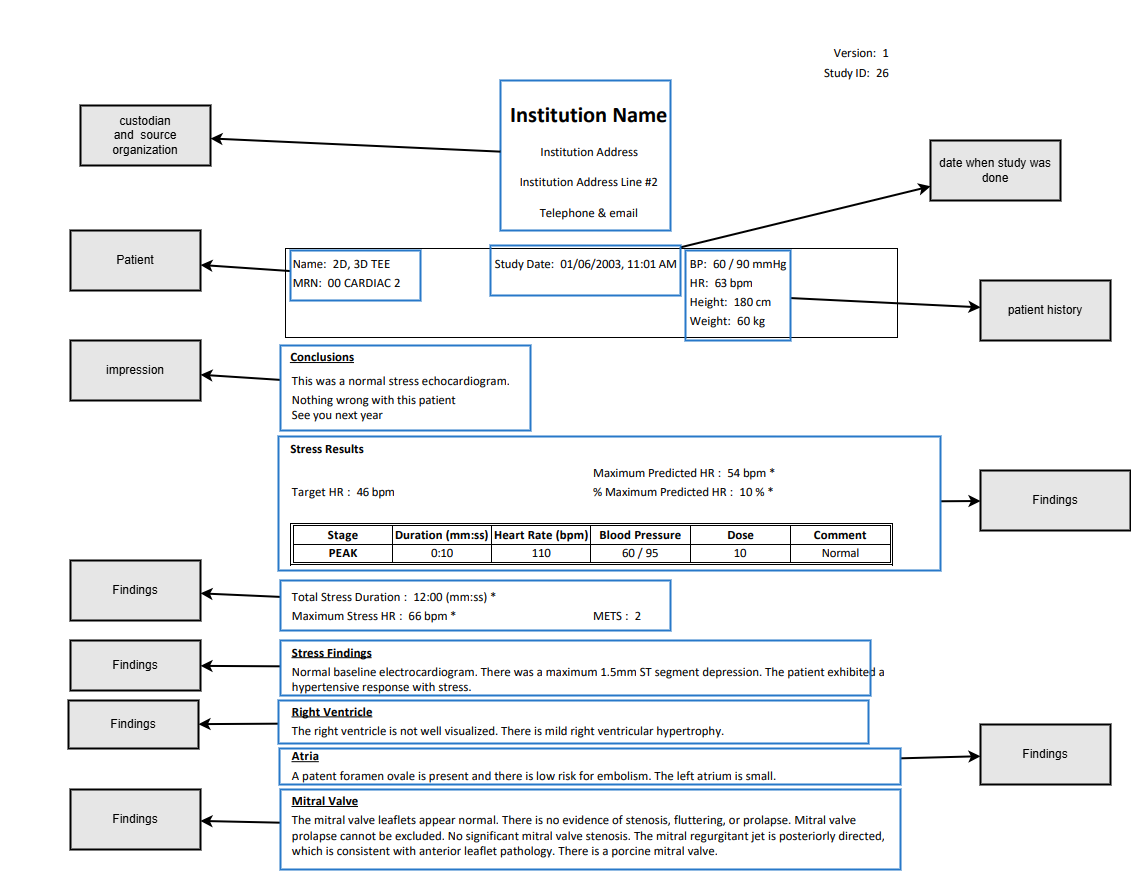 Version: 1
Study ID: 26
custodian
and source
organization
Institution Name
Institution Address
Institution Address Line #2
Telephone & email
date when study was
done
Patient
Name: 2D, 3D TEE
MRN: 00 CARDIAC 2
Study Date: 01/06/2003, 11:01 AM
BP: 60 / 90 mmHg
HR: 63 bpm
Height: 180 cm
Weight: 60 kg
patient history
impression
Conclusions
This was a normal stress echocardiogram.
Nothing wrong with this patient
See you next year
Stress Results
Maximum Predicted HR : 54 bpm *
Target HR : 46 bpm
% Maximum Predicted HR : 10 % *
Findings
Stage Duration (mm:ss) Heart Rate (bpm) Blood Pressure Dose Comment
PEAK 0:10 110 60 / 95 10 Normal
Findings
Total Stress Duration : 12:00 (mm:ss) *
Maximum Stress HR : 66 bpm * METS : 2
Findings
Stress Findings
Normal baseline electrocardiogram. There was a maximum 1.5mm ST segment depression. The patient exhibited a
hypertensive response with stress.
Findings
Right Ventricle
The right ventricle is not well visualized. There is mild right ventricular hypertrophy.
Atria
A patent foramen ovale is present and there is low risk for embolism. The left atrium is small.
Findings
Findings
Mitral Valve
The mitral valve leaflets appear normal. There is no evidence of stenosis, fluttering, or prolapse. Mitral valve
prolapse cannot be excluded. No significant mitral valve stenosis. The mitral regurgitant jet is posteriorly directed,
which is consistent with anterior leaflet pathology. There is a porcine mitral valve.